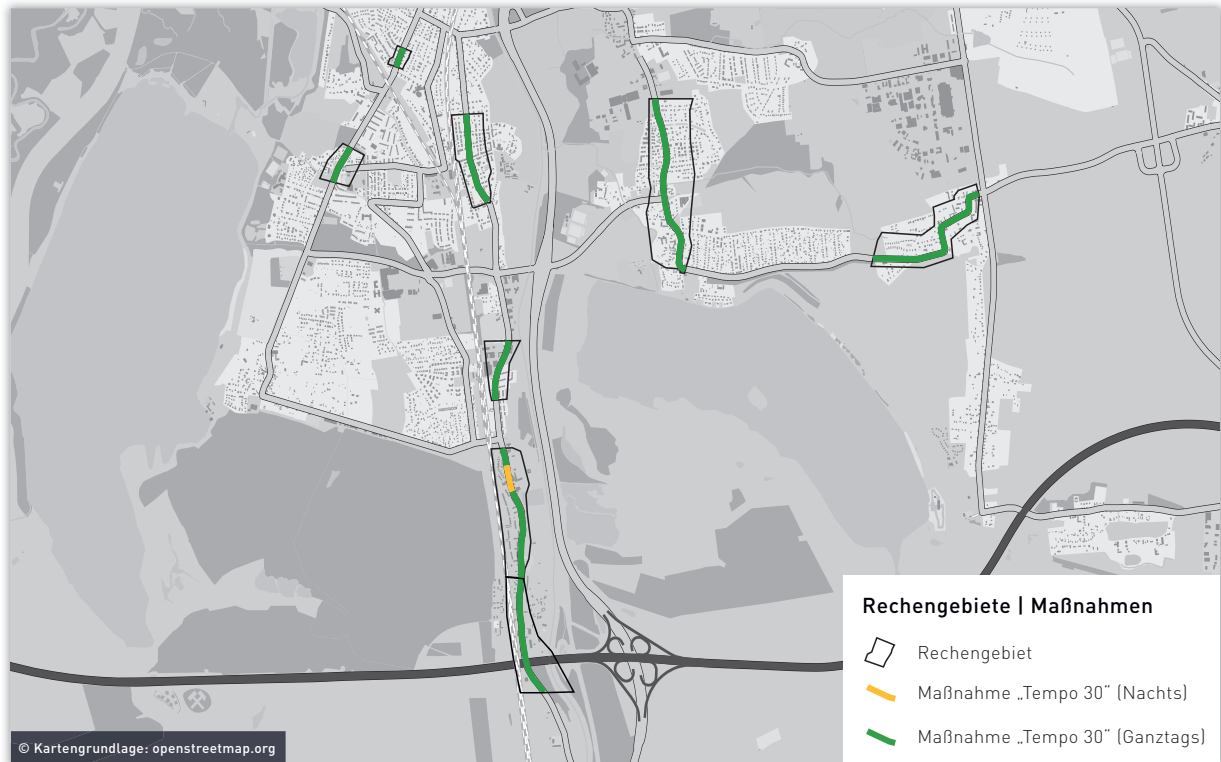 Rechengebiete | Maßnahmen
Rechengebiet
Maßnahme „Tempo 30“ (Nachts)
Maßnahme „Tempo 30“ (Ganztags)
© Kartengrundlage: openstreetmap.org